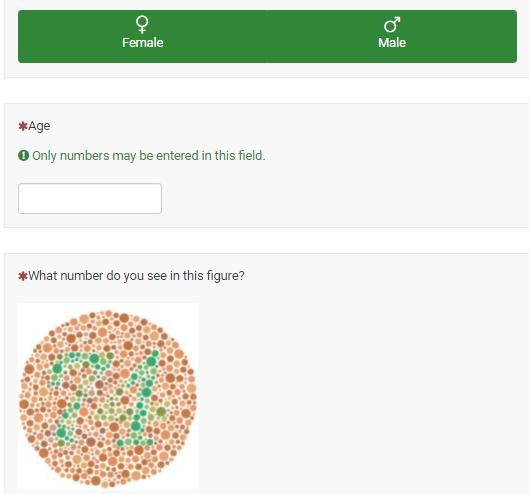 Female Male
*Age
Only numbers may be entered in this field.
*What number do you see in this figure?
74